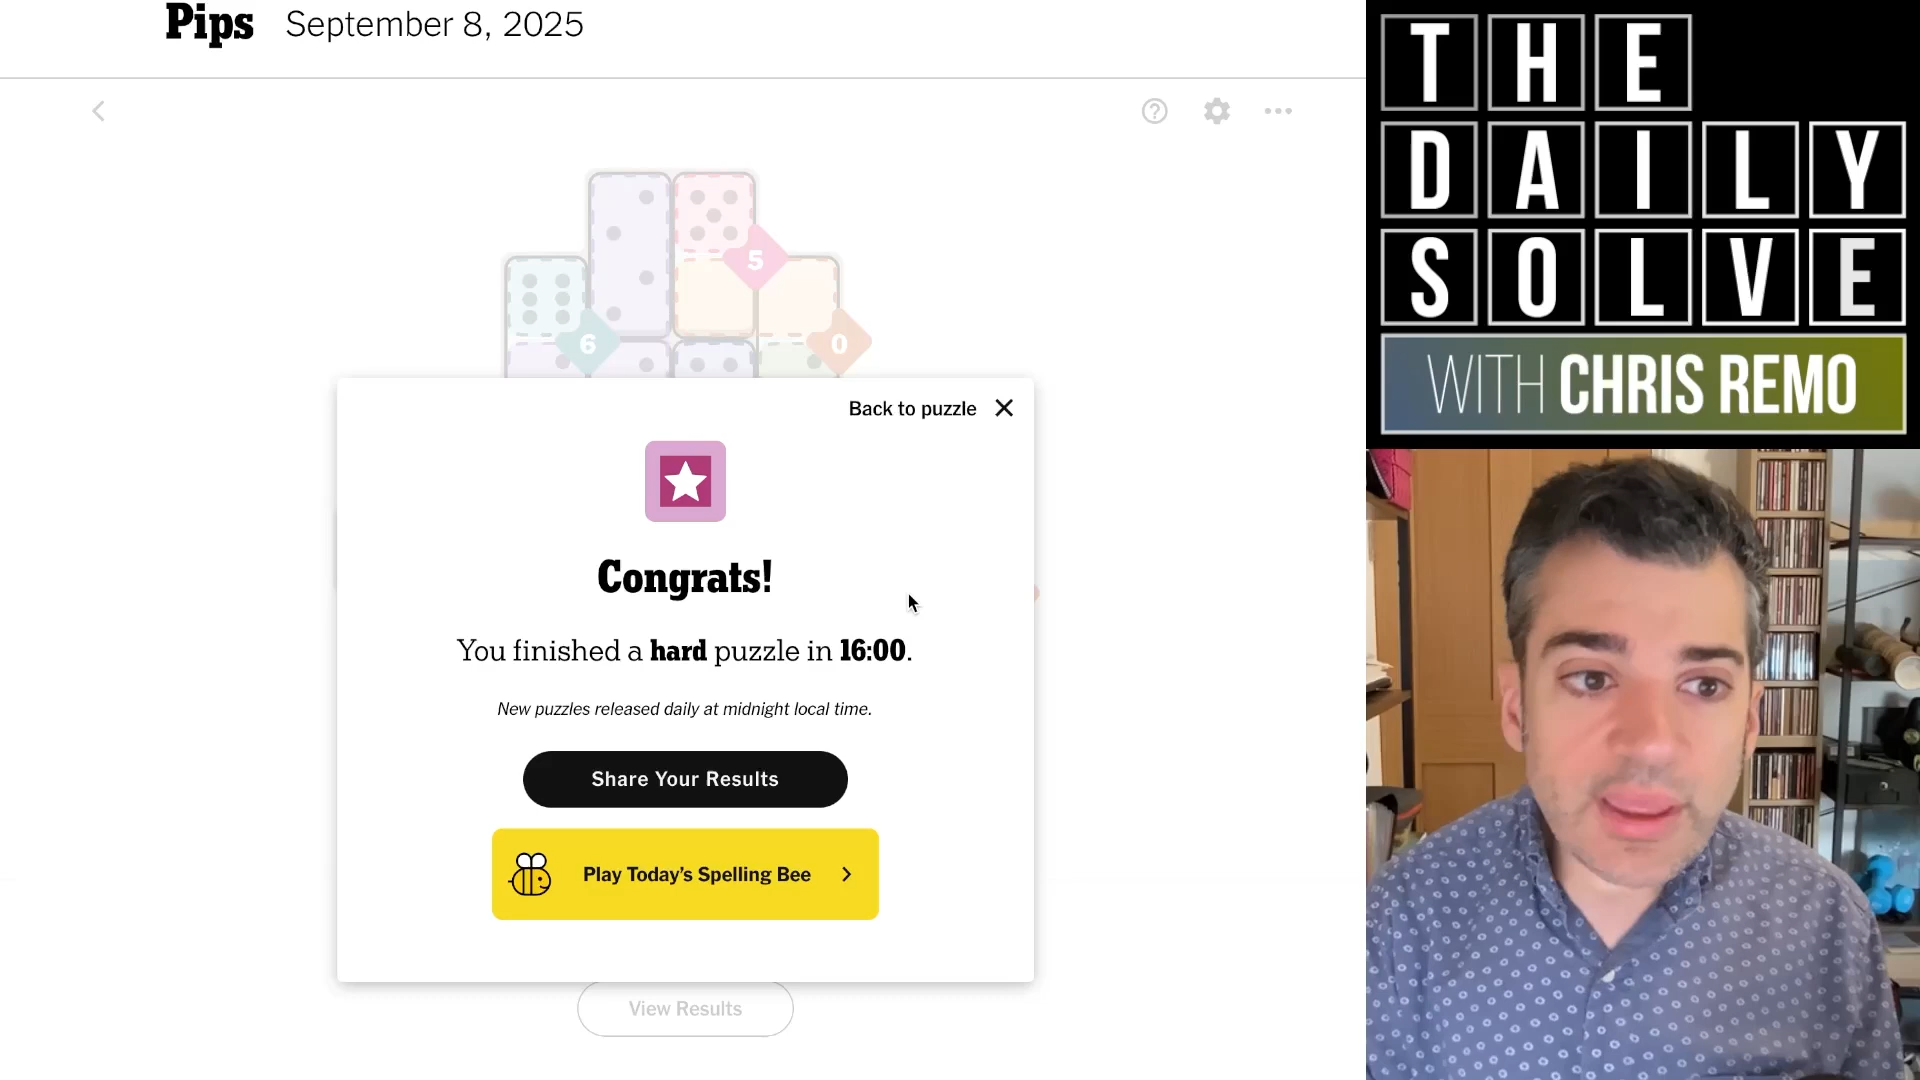 Pips September 8, 2025
5
6
0
Back to puzzle
Congrats!
You finished a hard puzzle in 16:00.
New puzzles released daily at midnight local time.
Share Your Results
Play Today's Spelling Bee
View Results
THE
DAILY
SOLVE
WITH CHRIS REMO